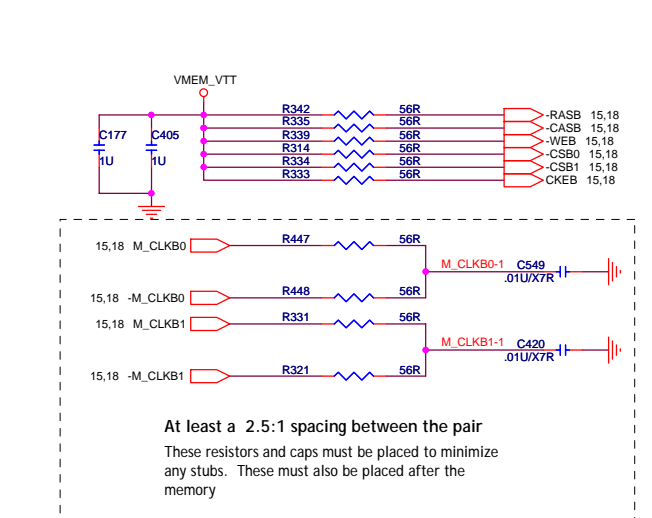 VMEM_VTT
R342 56R -RASB 15,18
C177 C405 R335 56R -CASB 15,18
R339 56R -WEB 15,18
1U 1U R314 56R -CSB0 15,18
R334 56R -CSB1 15,18
R333 56R CKEB 15,18
15,18 M_CLKB0 R447 56R
M_CLKB0-1 C549
.01U/X7R
15,18 -M_CLKB0 R448 56R
15,18 M_CLKB1 R331 56R
M_CLKB1-1 C420
.01U/X7R
15,18 -M_CLKB1 R321 56R
At least a 2.5:1 spacing between the pair
These resistors and caps must be placed to minimize
any stubs. These must also be placed after the
memory